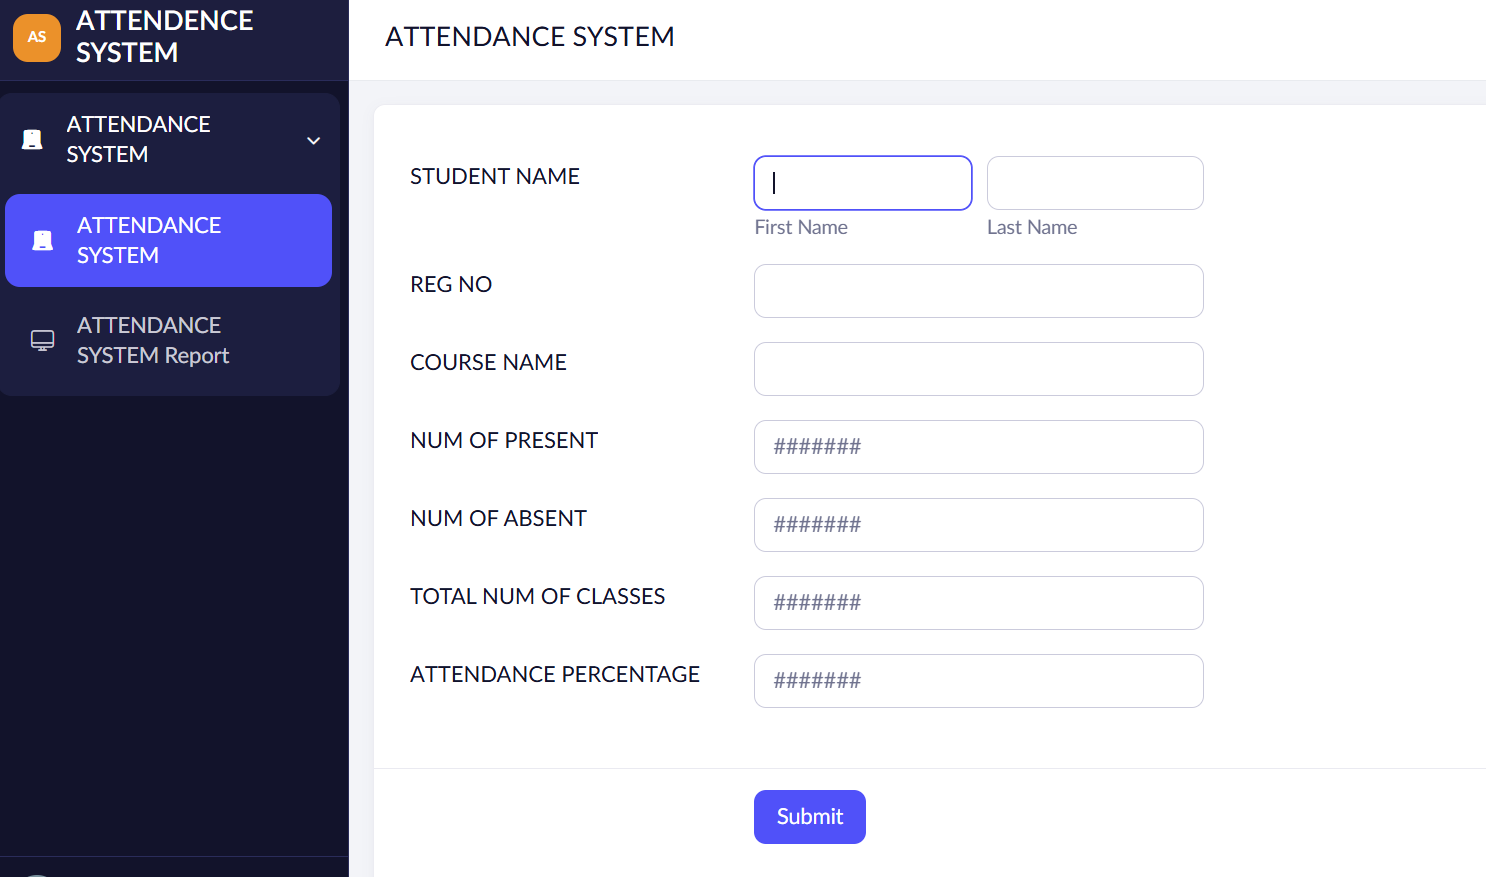 AS
ATTENDENCE
SYSTEM
ATTENDANCE
SYSTEM
ATTENDANCE
SYSTEM
ATTENDANCE
SYSTEM Report
ATTENDANCE SYSTEM
STUDENT NAME
First Name
Last Name
REG NO
COURSE NAME
NUM OF PRESENT
#######
NUM OF ABSENT
#######
TOTAL NUM OF CLASSES
#######
ATTENDANCE PERCENTAGE
#######
Submit